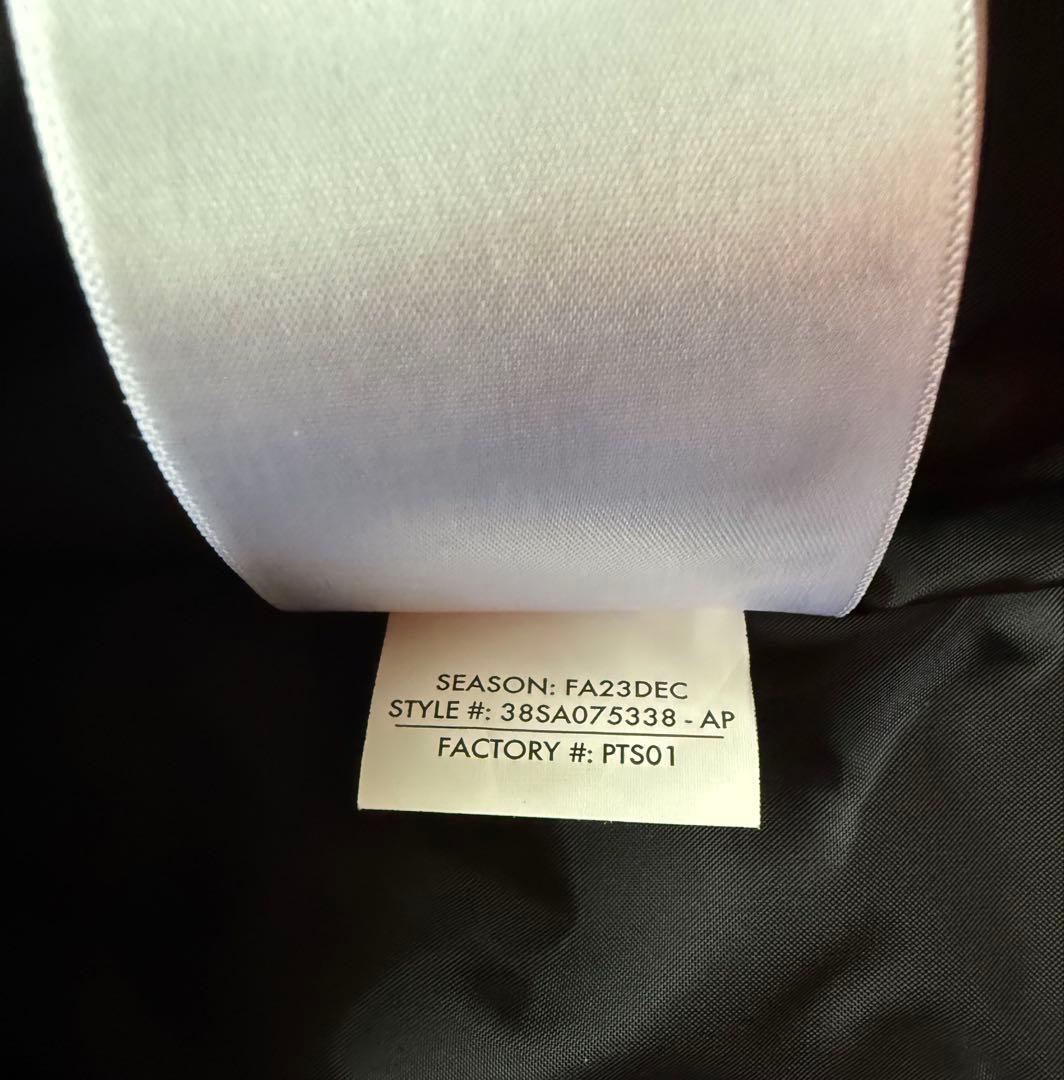 SEASON: FA23DEC
STYLE #: 38SA075338 - AP
FACTORY #: PTS01